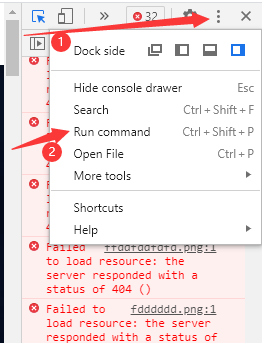 32
1
Dock side
Hide console drawer Esc
Search Ctrl + Shift + F
Run command Ctrl + Shift + P
2
Open File Ctrl + P
More tools
Shortcuts
Help
Failed ffddfddfdfd.png:1
to load resource: the
server responded with a
status of 404 ()
Failed to fdddddd.png:1
load resource: the
server responded with a
status of 404 ()